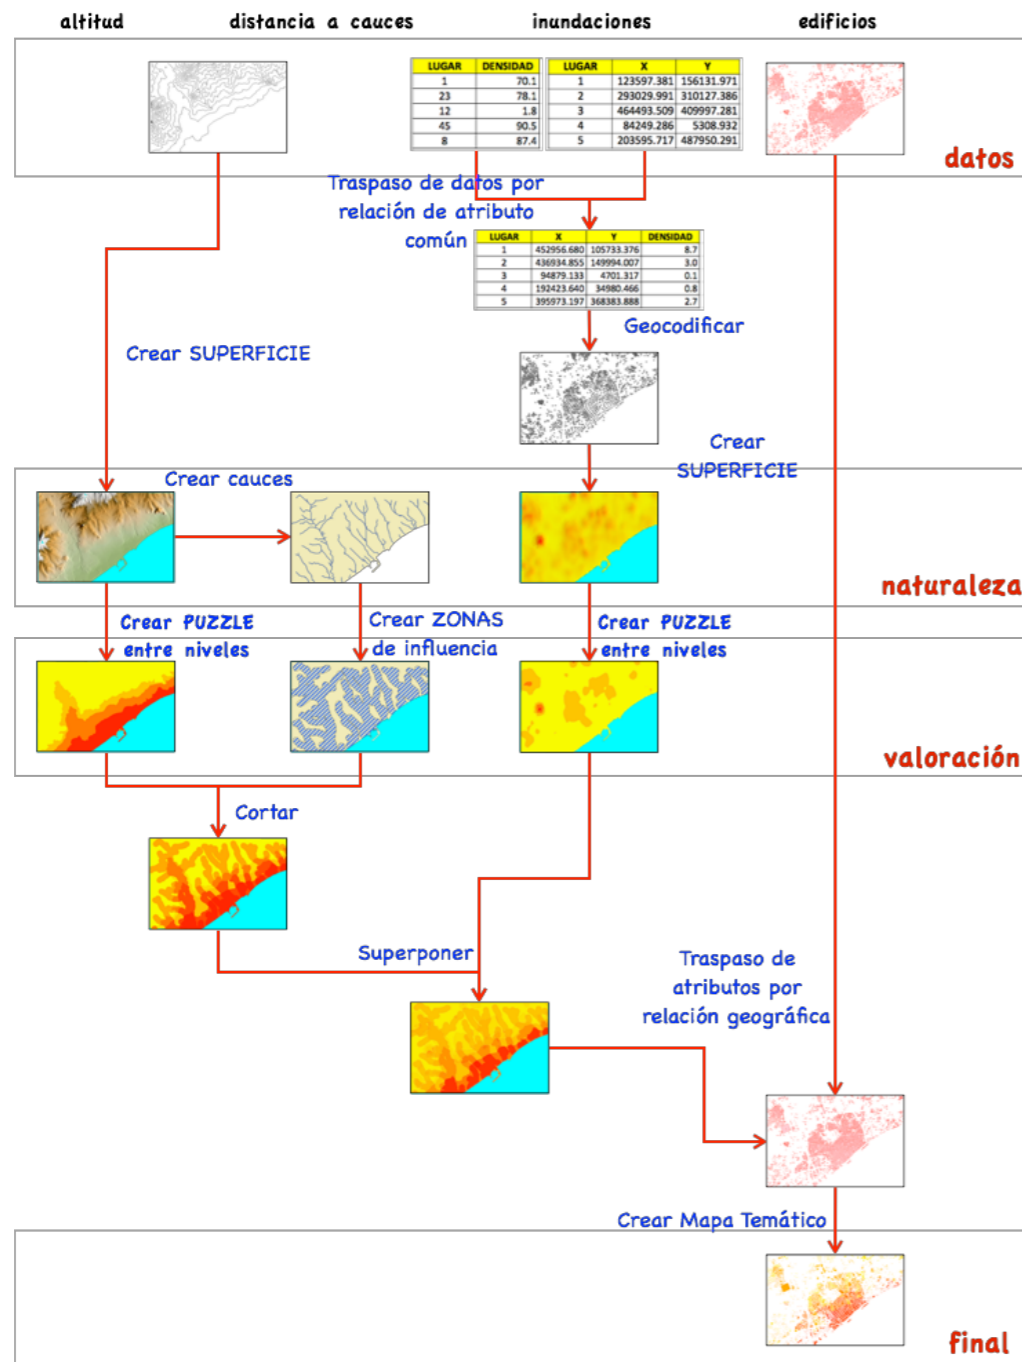 altitud
distancia a cauces
inundaciones
edificios
LUGAR DENSIDAD
1 70.1
23 78.1
12 1.8
45 90.5
8 87.4
LUGAR X Y
1 123597.381 156131.971
2 293029.991 310127.386
3 464493.509 409997.281
4 84249.286 5308.932
5 203595.717 487950.291
datos
Traspaso de datos por
relación de atributo
común
LUGAR X Y DENSIDAD
1 452956.680 105733.376 8.7
2 436934.855 149994.007 3.0
3 94879.133 4701.317 0.1
4 192423.640 34980.466 0.8
5 395973.197 368383.888 2.7
Geocodificar
Crear SUPERFICIE
Crear
SUPERFICIE
Crear cauces
naturaleza
Crear PUZZLE
entre niveles
Crear ZONAS
de influencia
Crear PUZZLE
entre niveles
valoración
Cortar
Superponer
Traspaso de
atributos por
relación geográfica
Crear Mapa Temático
final